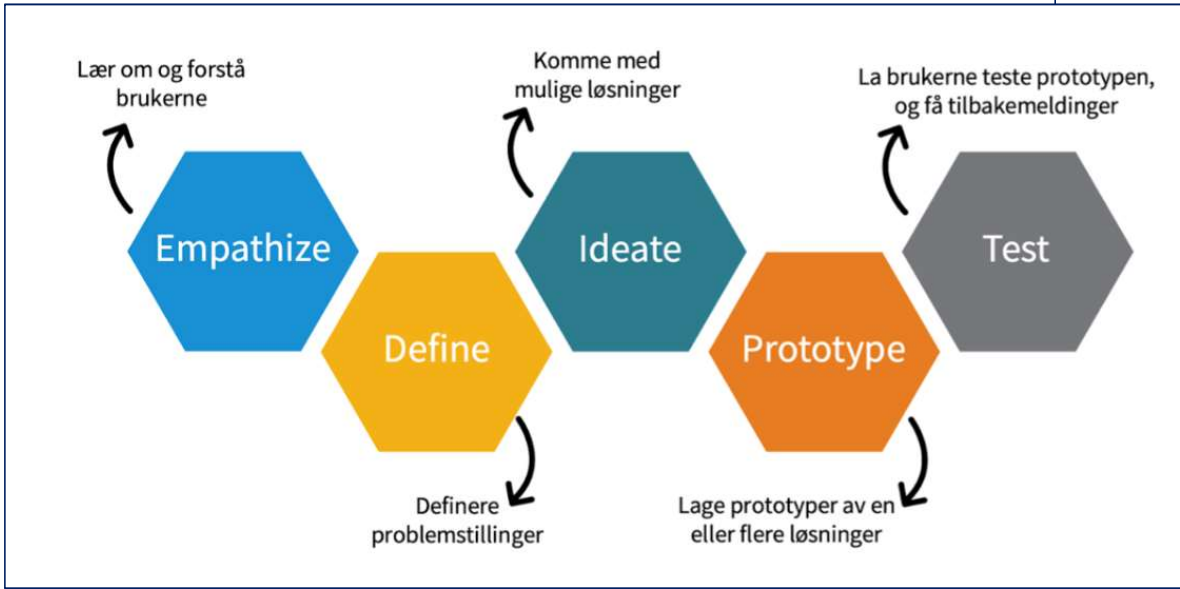 Lær om og forstå
brukerne
Empathize
Define
Definere
problemstillinger
Komme med
mulige løsninger
Ideate
Prototype
Lage prototyper av en
eller flere løsninger
La brukerne teste prototypen,
og få tilbakemeldinger
Test